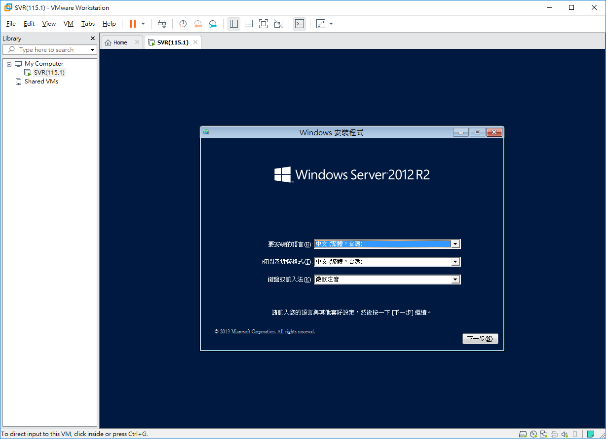 SVR(115.1) - VMware Workstation
File Edit View VM Tabs Help
Library
Type here to search
My Computer
SVR(115.1)
Shared VMs
Home
SVR(115.1)
Windows 安裝程式
Windows Server 2012 R2
要安裝的語言(E)
中文 (繁體，台灣)
時間及貨幣格式(T)
中文 (繁體，台灣)
鍵盤或輸入法(K)
微軟注音
請輸入您的語言與其他喜好設定，然後按一下 [下一步] 繼續。
© 2013 Microsoft Corporation. All rights reserved.
下一步(N)
To direct input to this VM, click inside or press Ctrl+G.